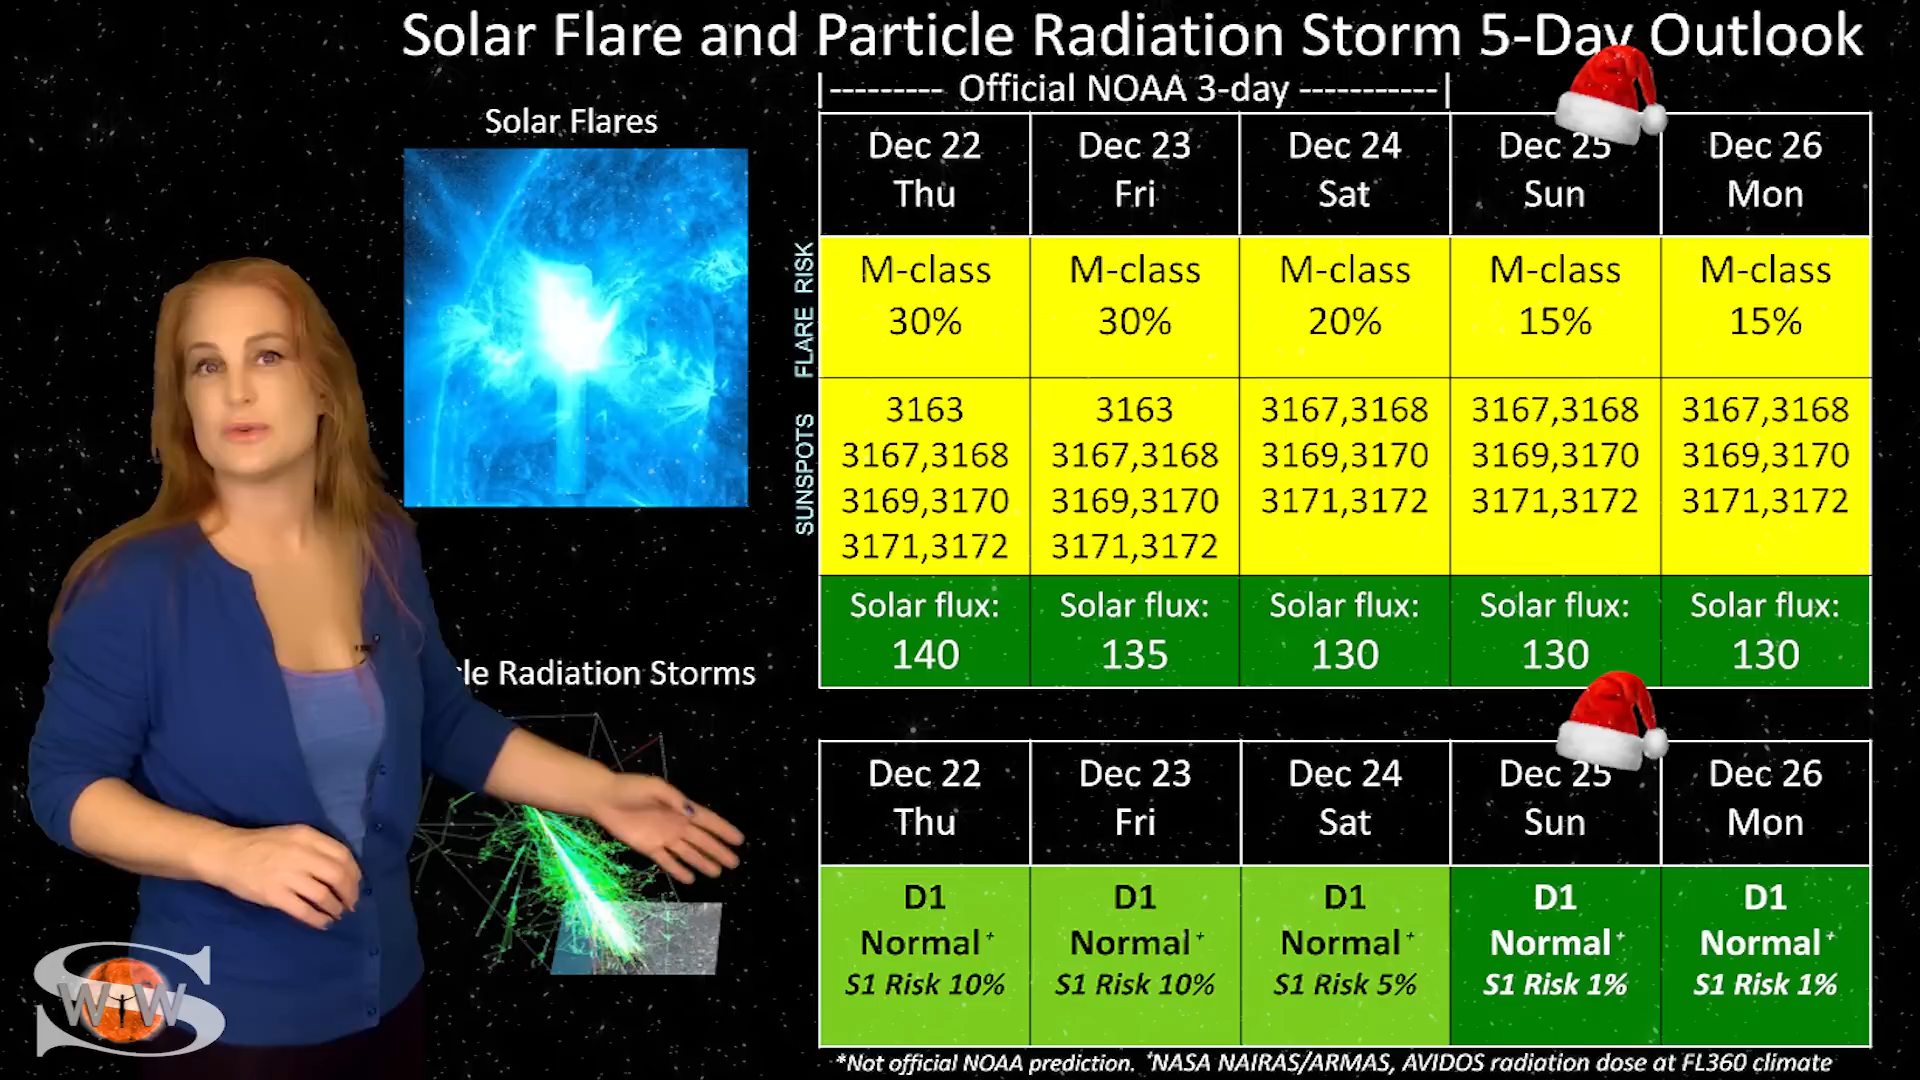 Solar Flare and Particle Radiation Storm 5-Day Outlook
|--------- Official NOAA 3-day -----------|
Solar Flares
Dec 22 Dec 23 Dec 24 Dec 25 Dec 26
Thu Fri Sat Sun Mon
FLARE RISK
M-class M-class M-class M-class M-class
30% 30% 20% 15% 15%
SUNSPOTS
3163 3163 3167,3168 3167,3168 3167,3168
3167,3168 3167,3168 3169,3170 3169,3170 3169,3170
3169,3170 3169,3170 3171,3172 3171,3172 3171,3172
3171,3172 3171,3172
Solar flux: Solar flux: Solar flux: Solar flux: Solar flux:
140 135 130 130 130
cle Radiation Storms
Dec 22 Dec 23 Dec 24 Dec 25 Dec 26
Thu Fri Sat Sun Mon
D1 D1 D1 D1 D1
Normal+ Normal+ Normal+ Normal+ Normal+
S1 Risk 10% S1 Risk 10% S1 Risk 5% S1 Risk 1% S1 Risk 1%
S
WW
*Not official NOAA prediction. +NASA NAIRAS/ARMAS, AVIDOS radiation dose at FL360 climate